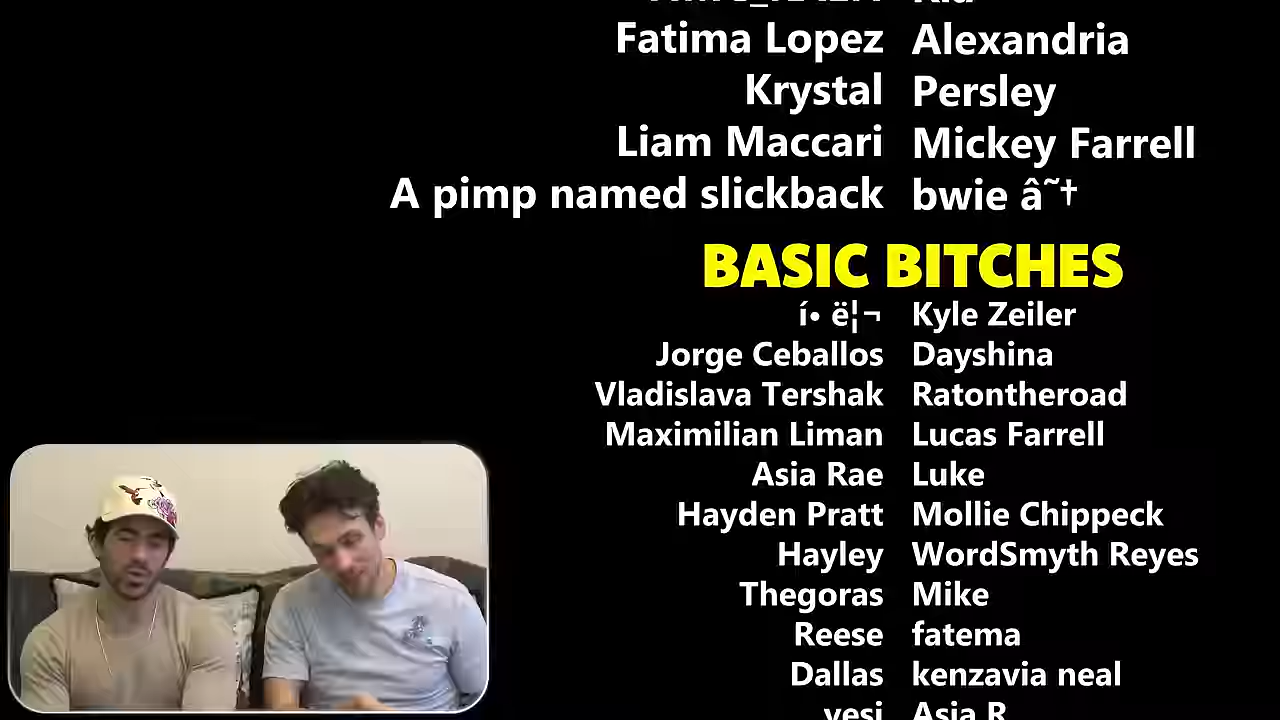 Fatima Lopez Alexandria
Krystal Persley
Liam Maccari Mickey Farrell
A pimp named slickback bwie â˜†
BASIC BITCHES
í• ë¦¬ Kyle Zeiler
Jorge Ceballos Dayshina
Vladislava Tershak Ratontheroad
Maximilian Liman Lucas Farrell
Asia Rae Luke
Hayden Pratt Mollie Chippeck
Hayley WordSmyth Reyes
Thegoras Mike
Reese fatema
Dallas kenzavia neal
yesi Asia R